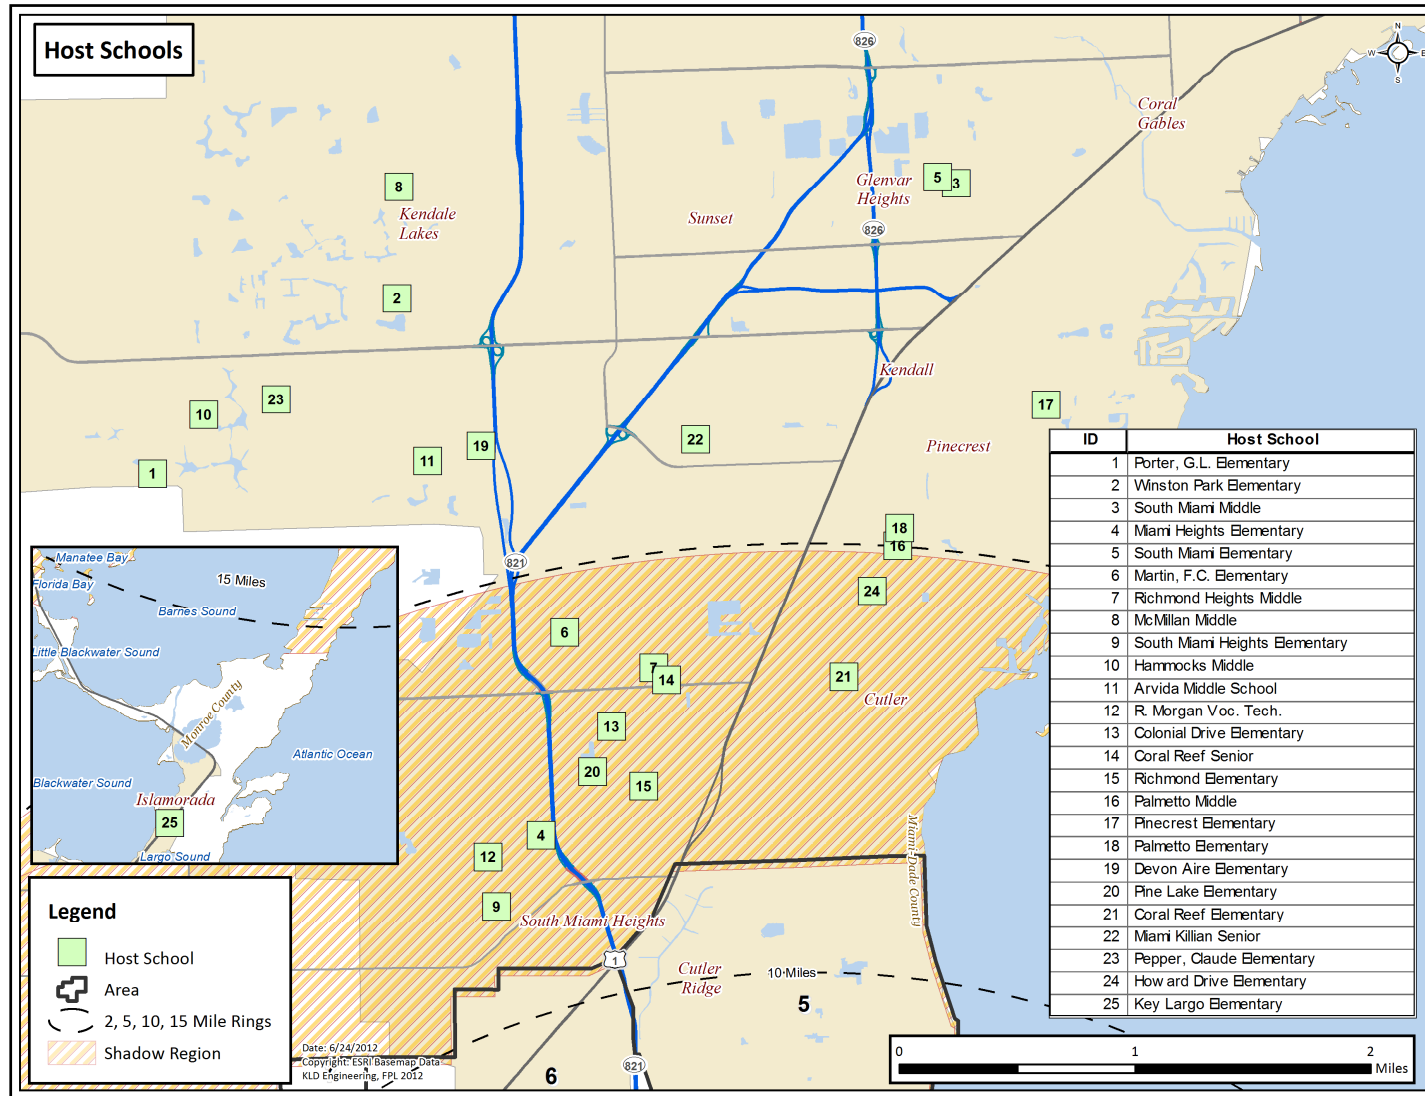 Host Schools
826
N
W
E
S
Coral
Gables
8
Kendale
Lakes
Sunset
Glenvar
Heights
5
3
826
2
Kendall
10
23
17
1
11
19
22
Pinecrest
18
16
821
24
6
7
14
21
Cutler
13
20
15
4
12
9
South Miami Heights
Miami-Dade County
1
Cutler
Ridge
10 Miles
5
821
6
Manatee Bay
15 Miles
Florida Bay
Barnes Sound
Little Blackwater Sound
Monroe County
Atlantic Ocean
Blackwater Sound
Islamorada
25
Largo Sound
ID Host School
1 Porter, G.L. Elementary
2 Winston Park Elementary
3 South Miami Middle
4 Miami Heights Elementary
5 South Miami Elementary
6 Martin, F.C. Elementary
7 Richmond Heights Middle
8 McMillan Middle
9 South Miami Heights Elementary
10 Hammocks Middle
11 Arvida Middle School
12 R. Morgan Voc. Tech.
13 Colonial Drive Elementary
14 Coral Reef Senior
15 Richmond Elementary
16 Palmetto Middle
17 Pinecrest Elementary
18 Palmetto Elementary
19 Devon Aire Elementary
20 Pine Lake Elementary
21 Coral Reef Elementary
22 Miami Killian Senior
23 Pepper, Claude Elementary
24 Howard Drive Elementary
25 Key Largo Elementary
Legend
Host School
Area
2, 5, 10, 15 Mile Rings
Shadow Region
Date: 6/24/2012
Copyright: ESRI Basemap Data
KLD Engineering, FPL 2012
0 1 2
Miles